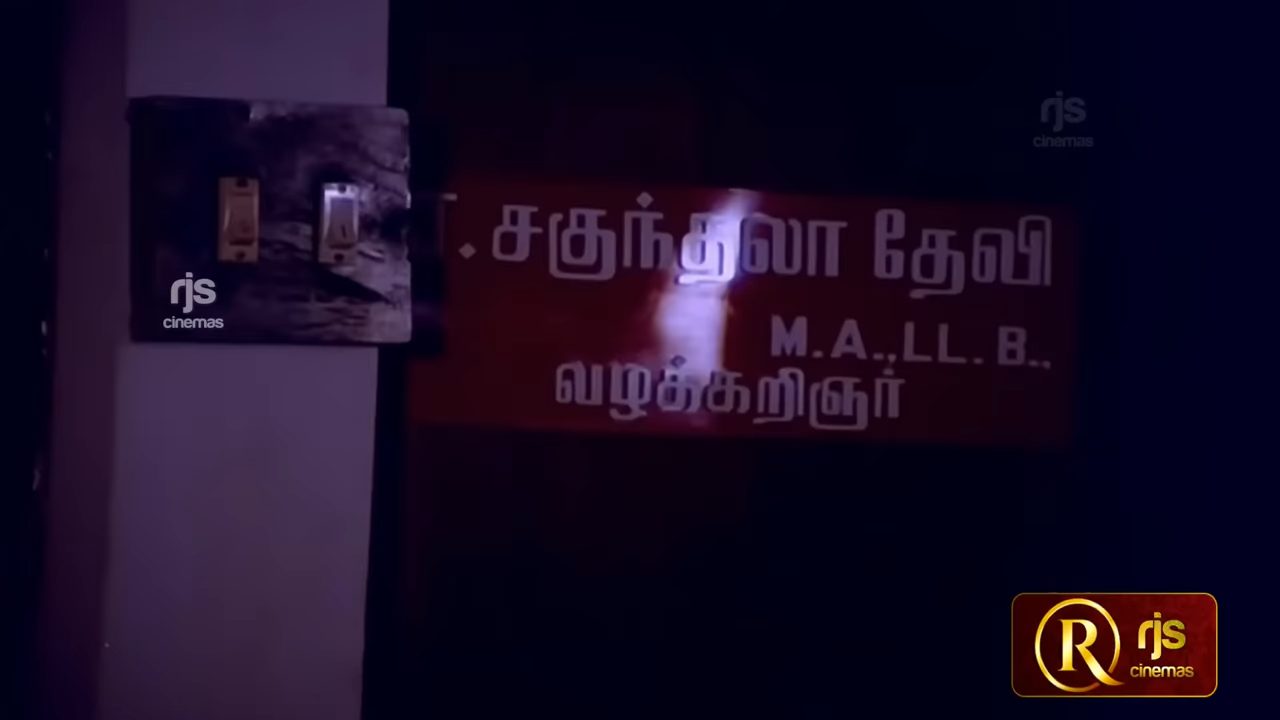 . சகுந்தலா தேவி
M.A.,LL.B.,
வழக்கறிஞர்
rjs
cinemas
rjs
cinemas
R rjs
cinemas